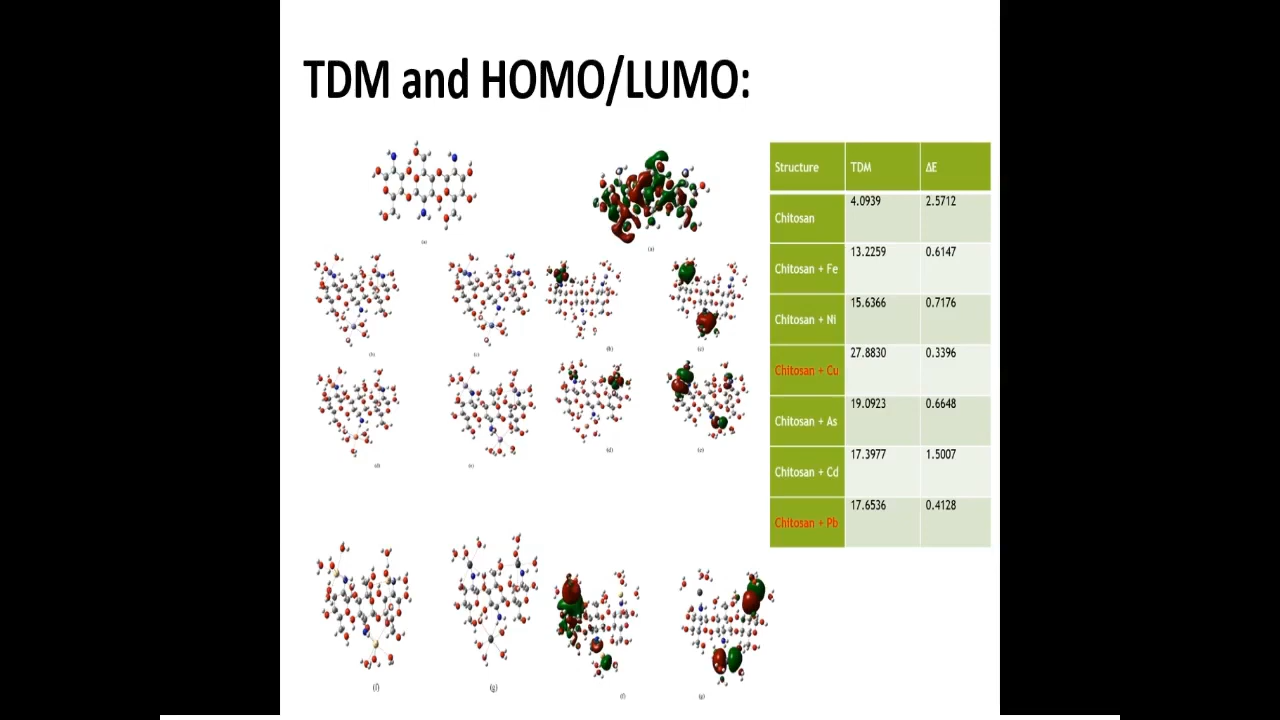 TDM and HOMO/LUMO:
(a)
(a)
(b)
(c)
(b)
(c)
(d)
(e)
(d)
(e)
(f)
(g)
(f)
(g)
Structure TDM ΔE
Chitosan 4.0939 2.5712
Chitosan + Fe 13.2259 0.6147
Chitosan + Ni 15.6366 0.7176
Chitosan + Cu 27.8830 0.3396
Chitosan + As 19.0923 0.6648
Chitosan + Cd 17.3977 1.5007
Chitosan + Pb 17.6536 0.4128